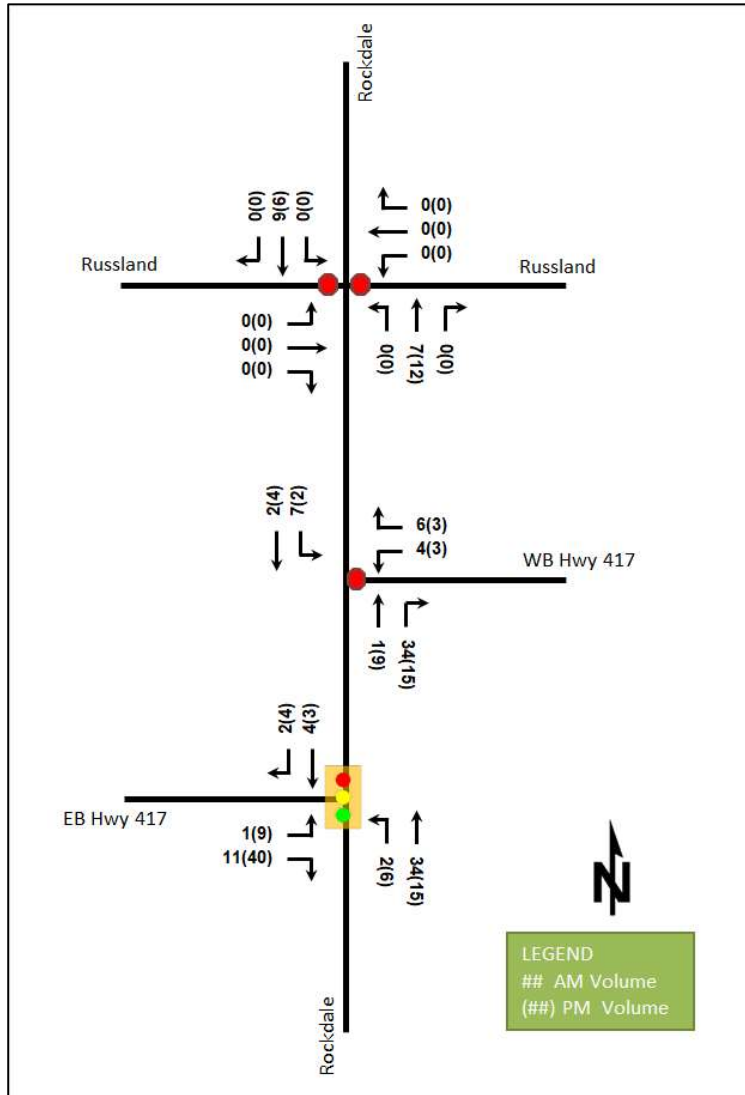 Rockdale
0(0)
9(6)
0(0)
0(0)
0(0)
0(0)
Russland
Russland
0(0)
0(0)
0(0)
0(0)
7(12)
0(0)
2(4)
7(2)
6(3)
4(3)
WB Hwy 417
1(9)
34(15)
2(4)
4(3)
EB Hwy 417
1(9)
11(40)
2(6)
34(15)
N
LEGEND
## AM Volume
(##) PM Volume
Rockdale